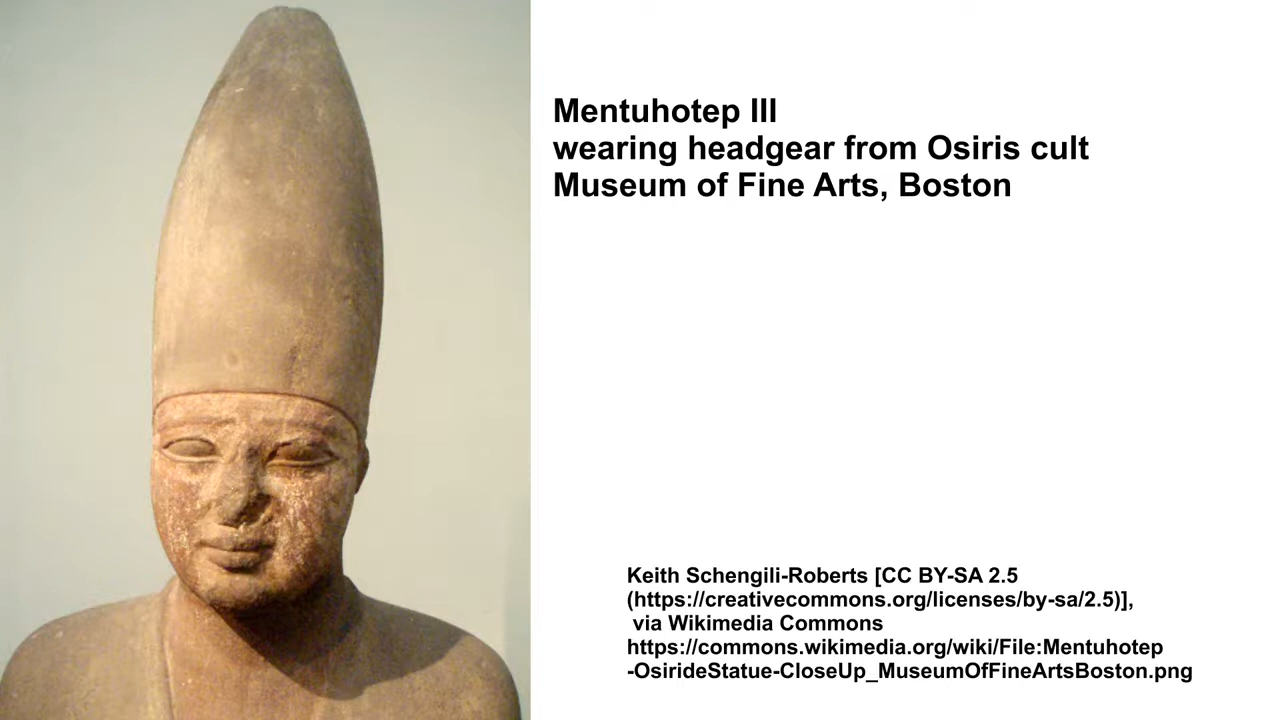 Mentuhotep III
wearing headgear from Osiris cult
Museum of Fine Arts, Boston
Keith Schengili-Roberts [CC BY-SA 2.5
(https://creativecommons.org/licenses/by-sa/2.5)],
via Wikimedia Commons
https://commons.wikimedia.org/wiki/File:Mentuhotep
-OsirideStatue-CloseUp_MuseumOfFineArtsBoston.png